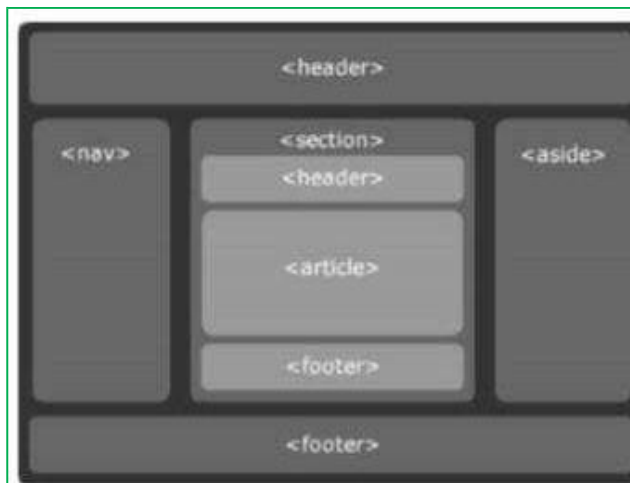 <header>
<nav>
<section>
<aside>
<header>
<article>
<footer>
<footer>